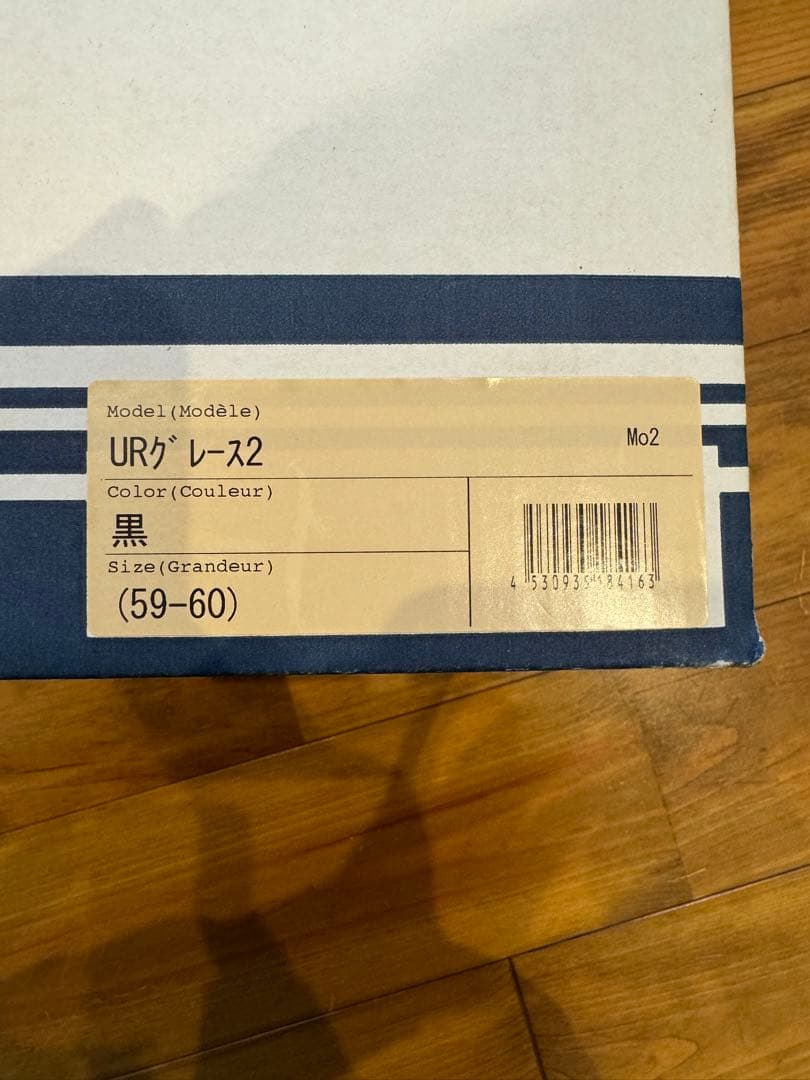 Model(Modèle)
URグレース2
Mo2
Color(Couleur)
黒
Size(Grandeur)
(59-60)